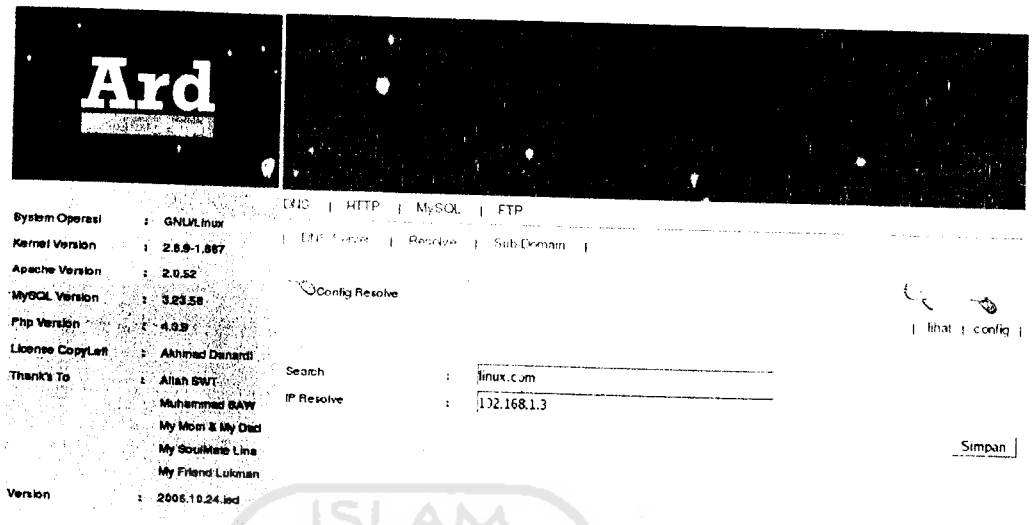 Ard
DNS | HTTP | MySQL | FTP
| DNS Server | Resolve | Sub-Domain |
System Operasi : GNU/Linux
Kernel Version : 2.6.9-1.667
Apache Version : 2.0.52
MySQL Version : 3.23.58
Php Version : 4.3.9
License CopyLeft : Akhmad Danardi
Thank's To : Allah SWT
Muhammad SAW
My Mom & My Dad
My SoulMate Lina
My Friend Lukman
Version : 2006.10.24.ied
Config Resolve
| lihat | config |
Search : linux.com
IP Resolve : 192.168.1.3
Simpan
ISLAM